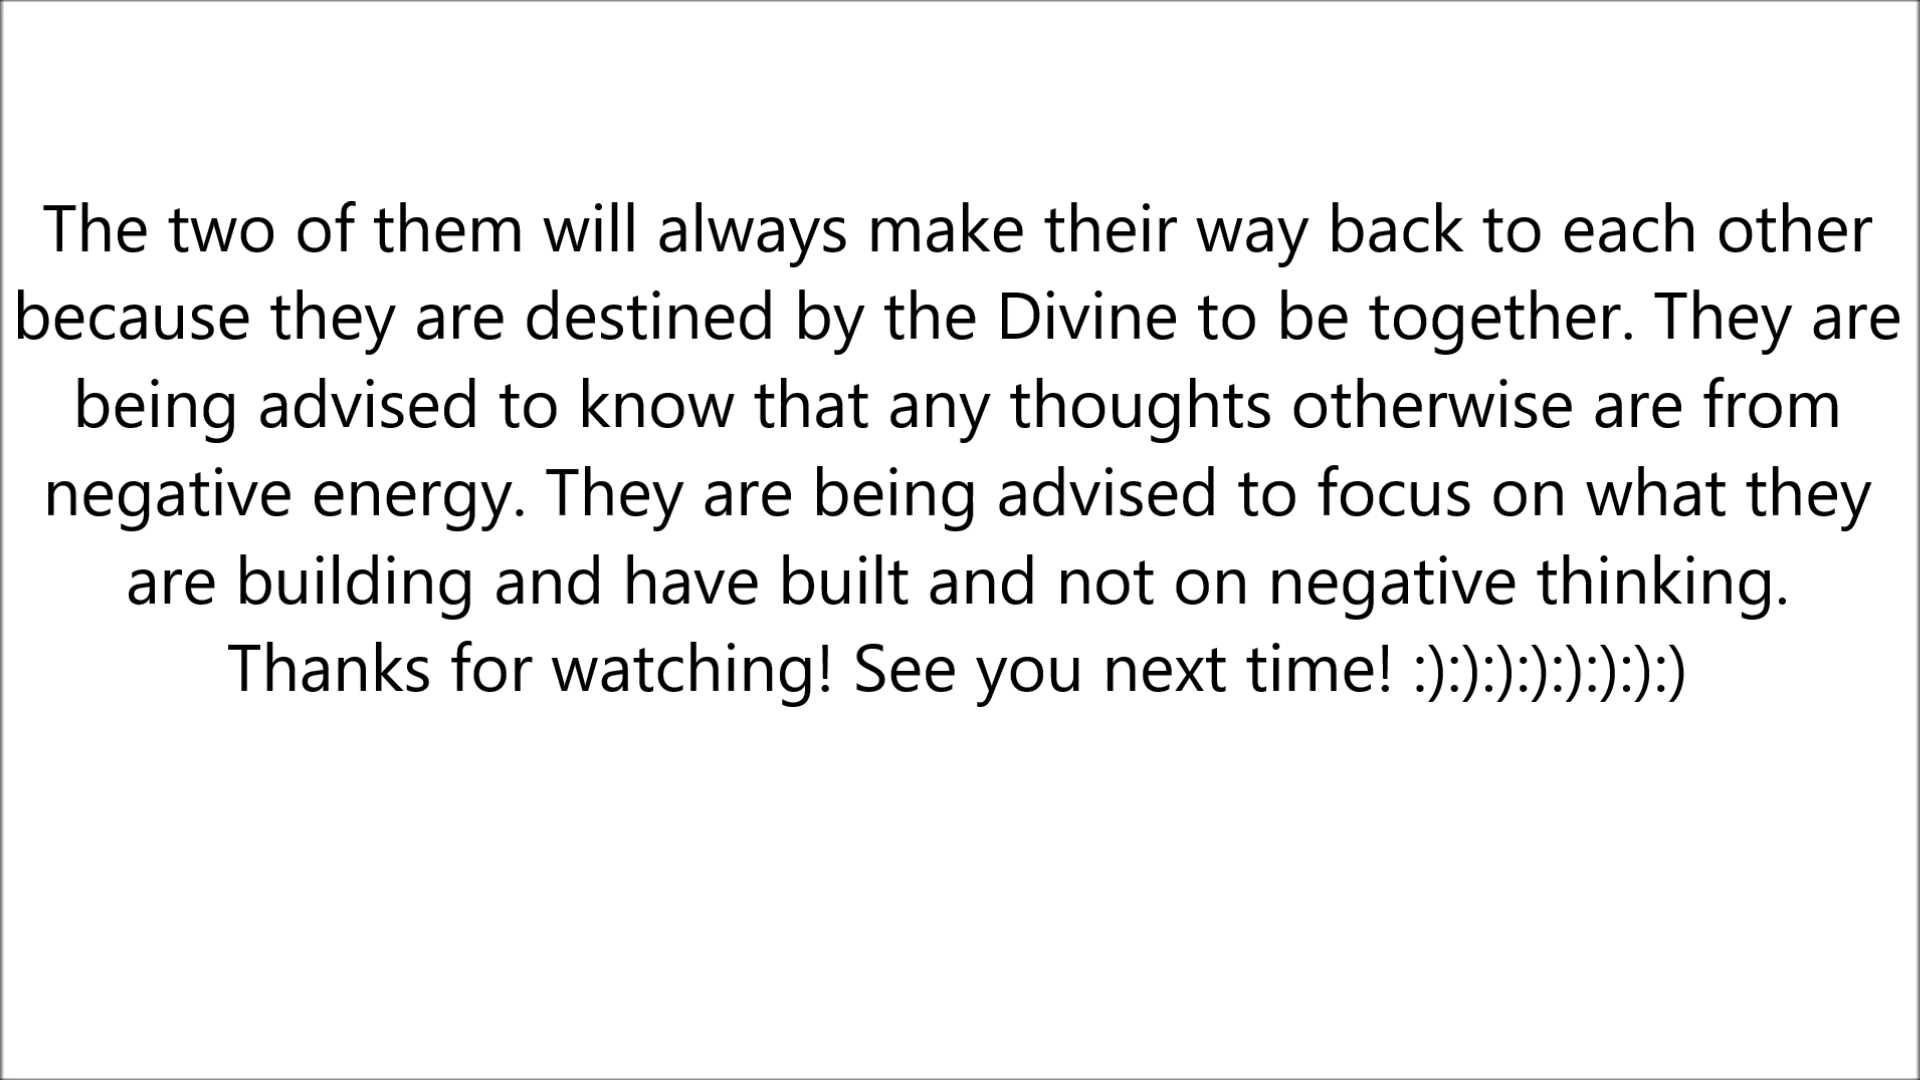 The two of them will always make their way back to each other
because they are destined by the Divine to be together. They are
being advised to know that any thoughts otherwise are from
negative energy. They are being advised to focus on what they
are building and have built and not on negative thinking.
Thanks for watching! See you next time! :):):):):):):):)